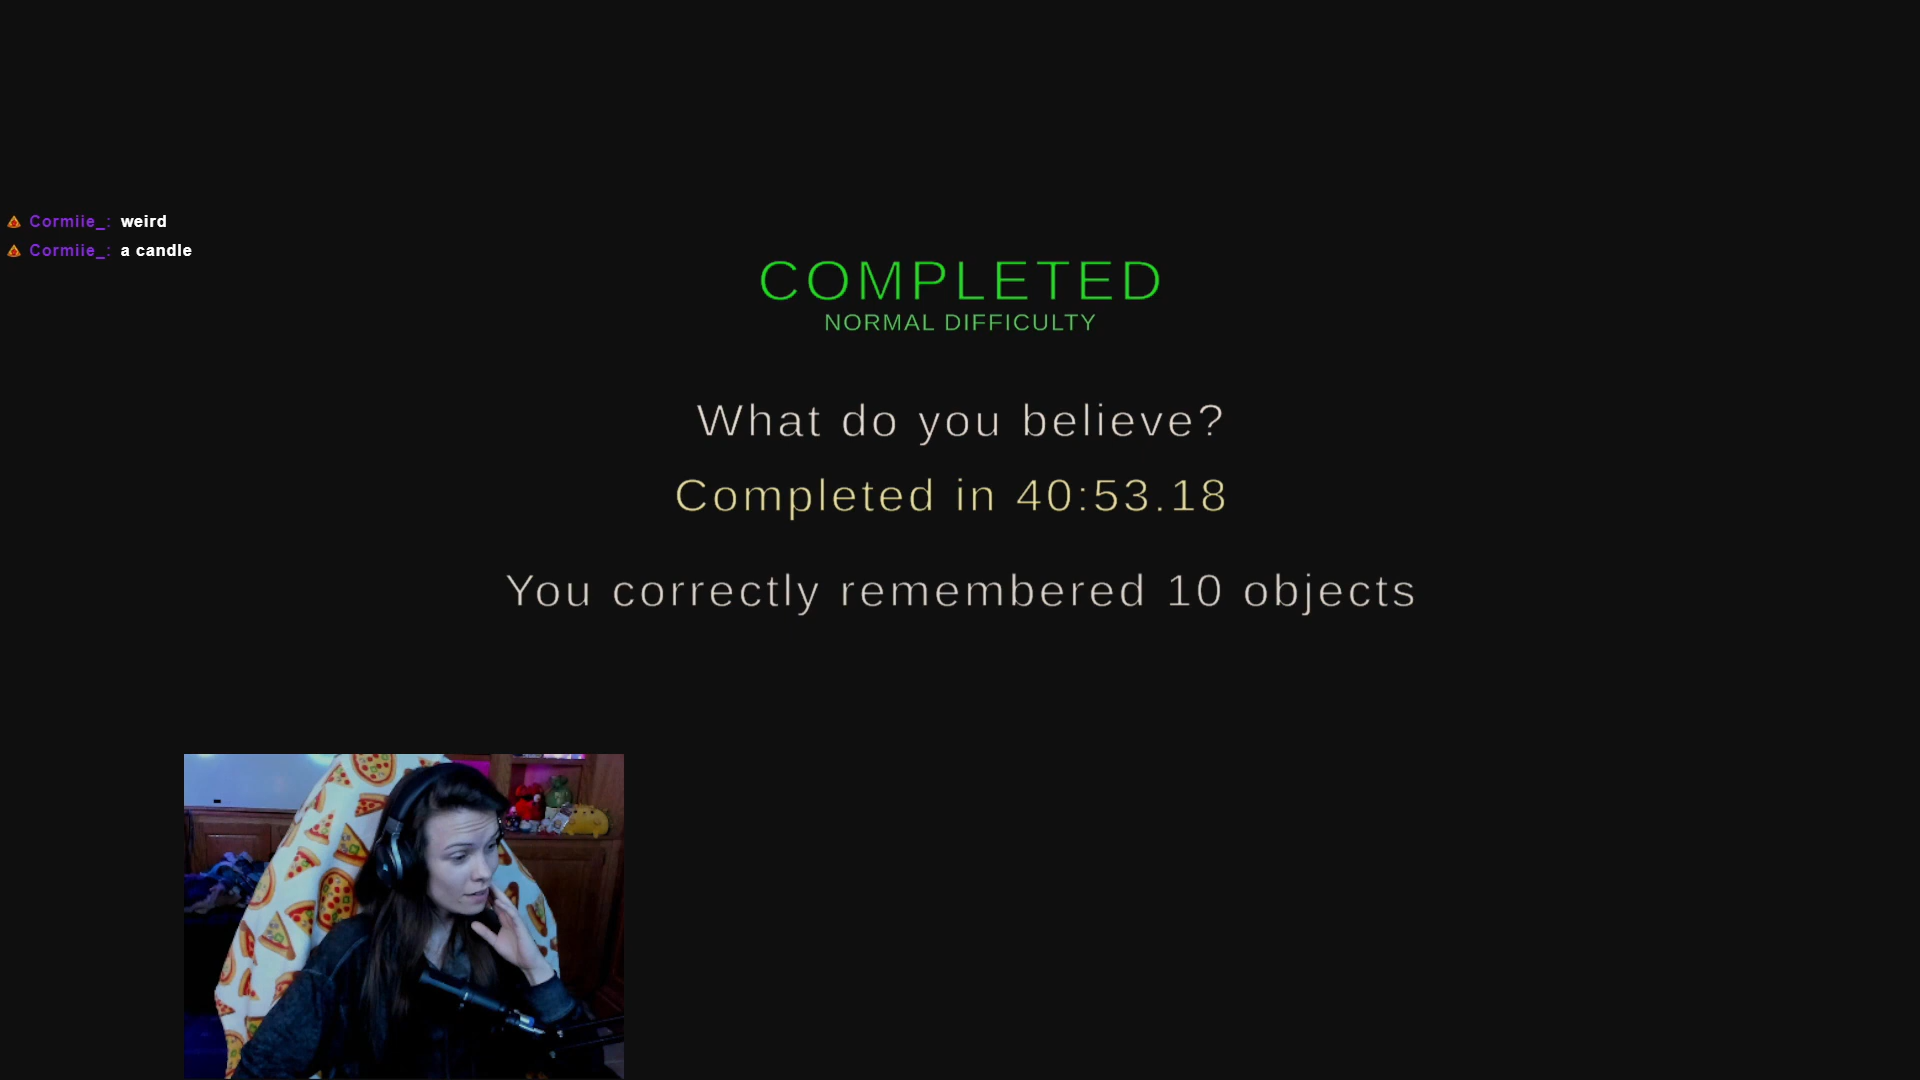 Cormiie_: weird
Cormiie_: a candle
COMPLETED
NORMAL DIFFICULTY
What do you believe?
Completed in 40:53.18
You correctly remembered 10 objects